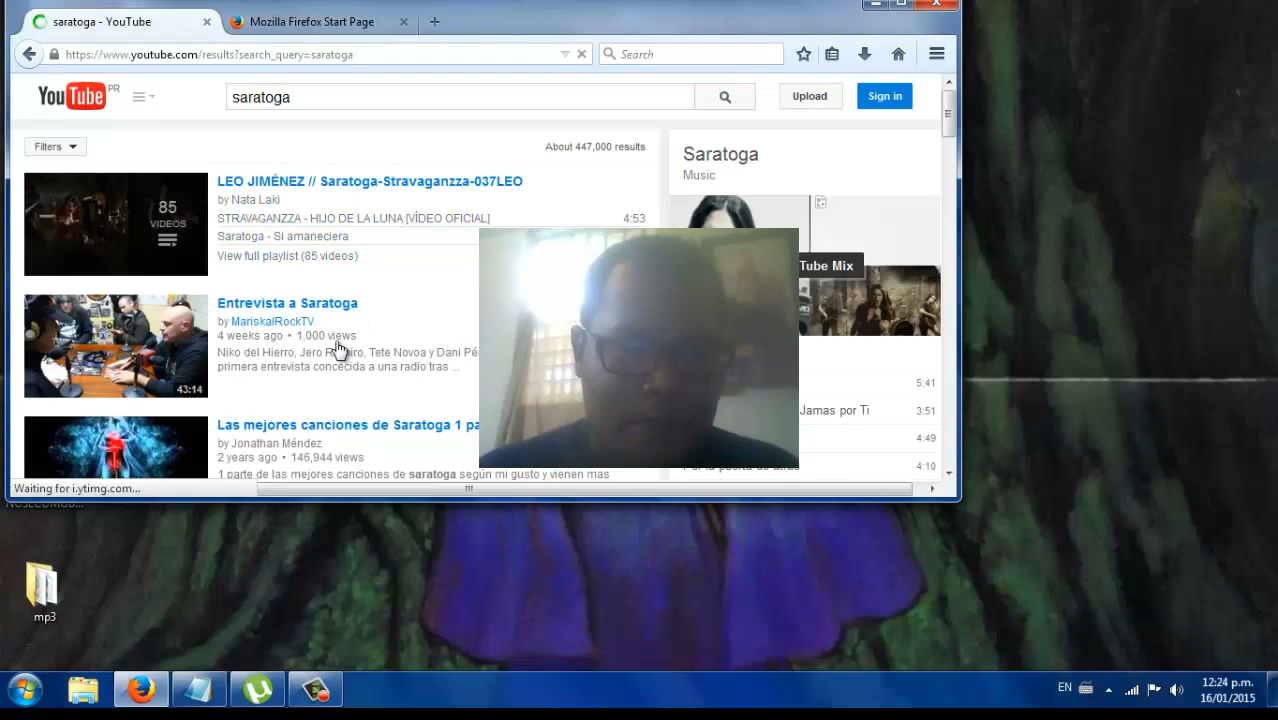 saratoga - YouTube
Mozilla Firefox Start Page
https://www.youtube.com/results?search_query=saratoga
Search
YouTube PR
saratoga
Upload
Sign in
Filters
About 447,000 results
LEO JIMÉNEZ // Saratoga-Stravaganzza-037LEO
by Nata Laki
STRAVAGANZZA - HIJO DE LA LUNA [VÍDEO OFICIAL] 4:53
Saratoga - Si amaneciera
View full playlist (85 videos)
85
VIDEOS
Saratoga
Music
Tube Mix
Entrevista a Saratoga
by MariskalRockTV
4 weeks ago • 1,000 views
Niko del Hierro, Jero Tete Novoa y Dani
primera entrevista concecida a una radio tras ...
43:14
5:41
Jamas por Ti 3:51
4:49
4:10
Las mejores canciones de Saratoga 1
by Jonathan Méndez
2 years ago • 146,944 views
1 parte de las mejores canciones de saratoga según mi gusto y vienen mas
Waiting for i.ytimg.com...
mp3
EN
12:24 p.m.
16/01/2015